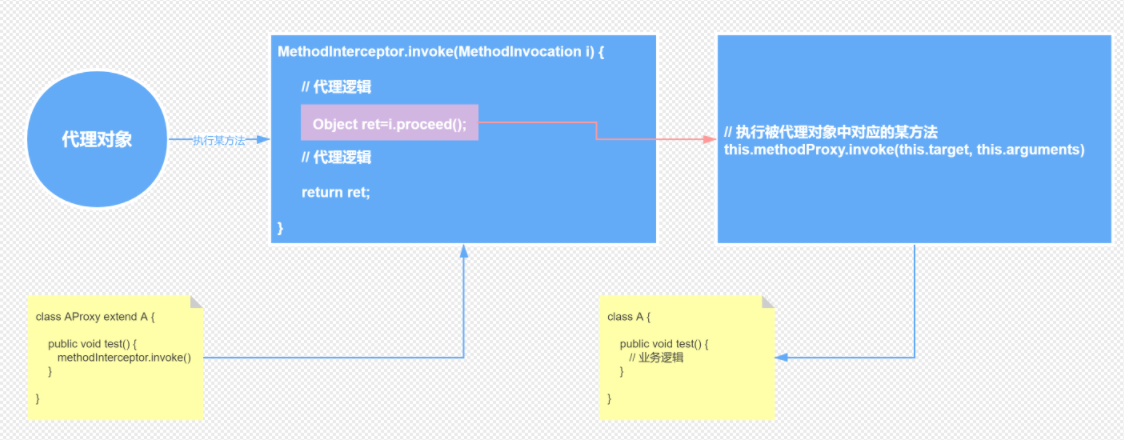 代理对象
执行某方法
MethodInterceptor.invoke(MethodInvocation i) {
// 代理逻辑
Object ret=i.proceed();
// 代理逻辑
return ret;
}
// 执行被代理对象中对应的某方法
this.methodProxy.invoke(this.target, this.arguments)
class AProxy extend A {
public void test() {
methodInterceptor.invoke()
}
}
class A {
public void test() {
// 业务逻辑
}
}